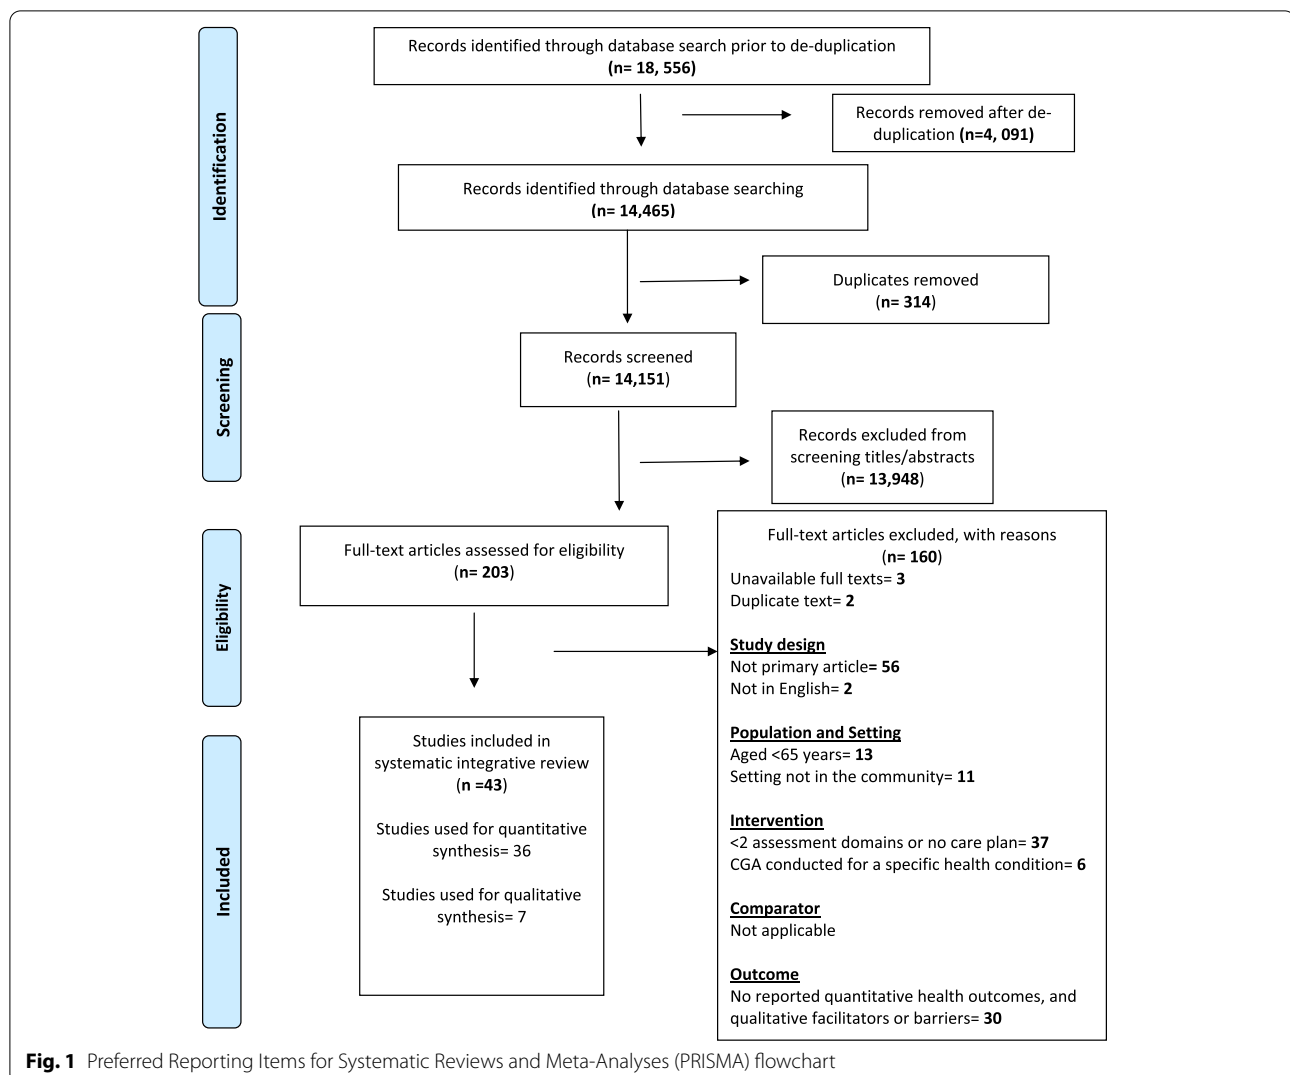 Records identified through database search prior to de-duplication
(n= 18, 556)
Records removed after de-
duplication (n=4, 091)
Identification
Records identified through database searching
(n= 14,465)
Duplicates removed
(n= 314)
Screening
Records screened
(n= 14,151)
Records excluded from
screening titles/abstracts
(n= 13,948)
Eligibility
Full-text articles assessed for eligibility
(n= 203)
Full-text articles excluded, with reasons
(n= 160)
Unavailable full texts= 3
Duplicate text= 2
Study design
Not primary article= 56
Not in English= 2
Population and Setting
Aged <65 years= 13
Setting not in the community= 11
Intervention
<2 assessment domains or no care plan= 37
CGA conducted for a specific health condition= 6
Comparator
Not applicable
Outcome
No reported quantitative health outcomes, and
qualitative facilitators or barriers= 30
Included
Studies included in
systematic integrative review
(n =43)
Studies used for quantitative
synthesis= 36
Studies used for qualitative
synthesis= 7
Fig. 1 Preferred Reporting Items for Systematic Reviews and Meta-Analyses (PRISMA) flowchart